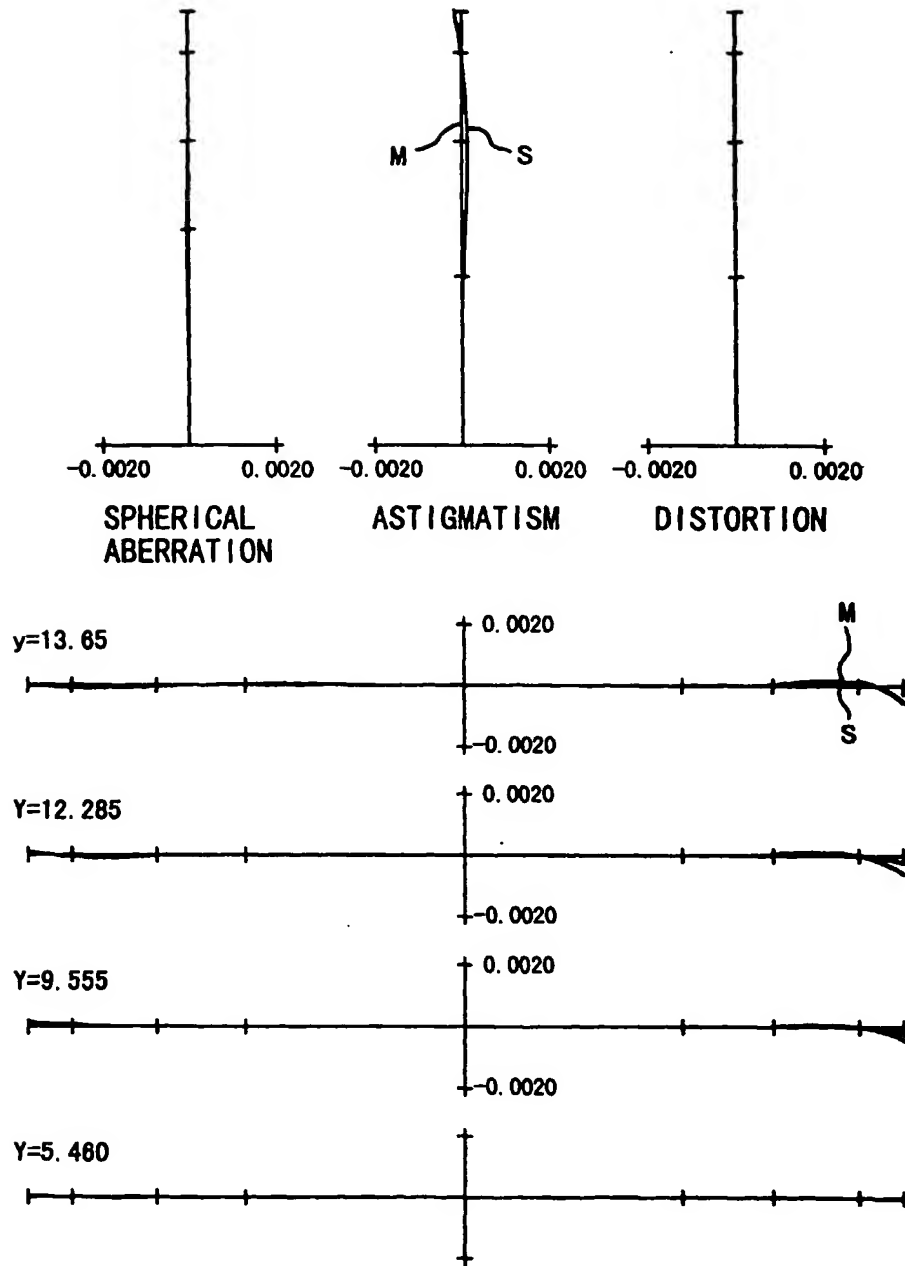 M S
-0.0020 0.0020 -0.0020 0.0020 -0.0020 0.0020
SPHERICAL ABERRATION
ASTIGMATISM
DISTORTION
y=13.65
0.0020
-0.0020
M
S
Y=12.285
0.0020
-0.0020
Y=9.555
0.0020
-0.0020
Y=5.460